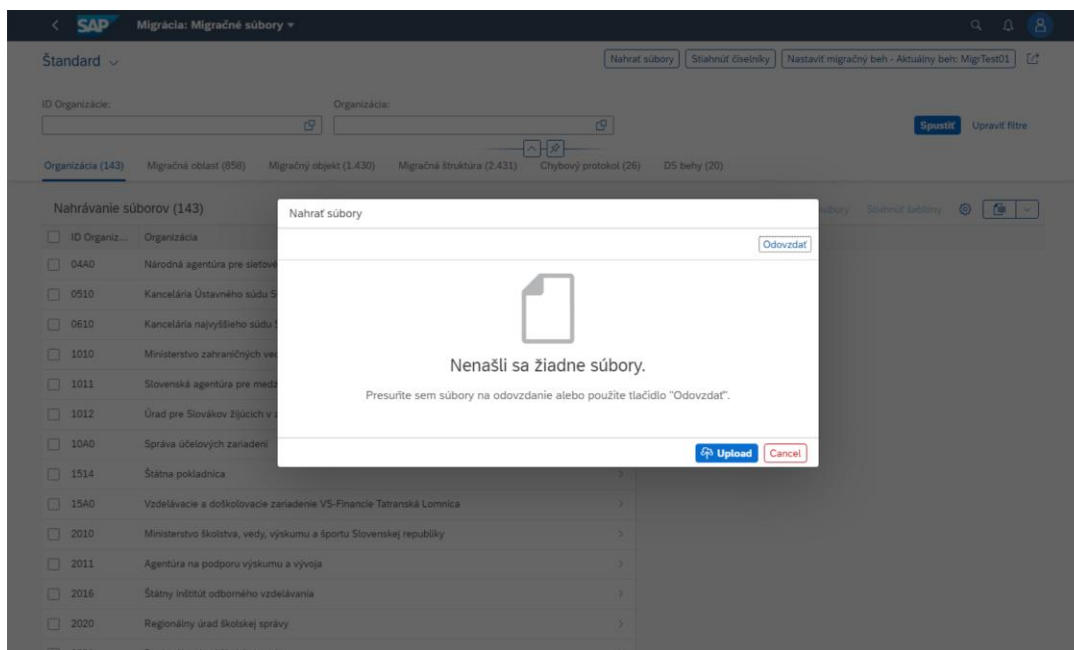 SAP Migrácia: Migračné súbory
Štandard
Nahrat súbory Stiahnúť číselníky Nastaviť migračný beh - Aktuálny beh: MigrTest01
ID Organizácie: Organizácia:
Spustiť Upraviť filtre
Organizácia (143) Migračná oblasť (858) Migračný objekt (1.430) Migračná štruktúra (2.431) Chybový protokol (26) DS behy (20)
Nahrávanie súborov (143) Stiahnúť šablóny
ID Organiz... Organizácia
04A0 Národná agentúra pre sieťové
0510 Kancelária Ústavného súdu
0610 Kancelária najvyššieho súdu
1010 Ministerstvo zahraničných
1011 Slovenská agentúra pre
1012 Úrad pre Slovákov žijúcich v
10A0 Správa účelových zariadení
1514 Štátna pokladnica
15A0 Vzdelávacie a doškolovacie zariadenie VS-Financie Tatranská Lomnica
2010 Ministerstvo školstva, vedy, výskumu a športu Slovenskej republiky
2011 Agentúra na podporu výskumu a vývoja
2016 Štátny inštitút odborného vzdelávania
2020 Regionálny úrad školskej správy
Nahrať súbory
Odovzdať
Nenašli sa žiadne súbory.
Presuňte sem súbory na odovzdanie alebo použite tlačidlo "Odovzdať".
Upload Cancel